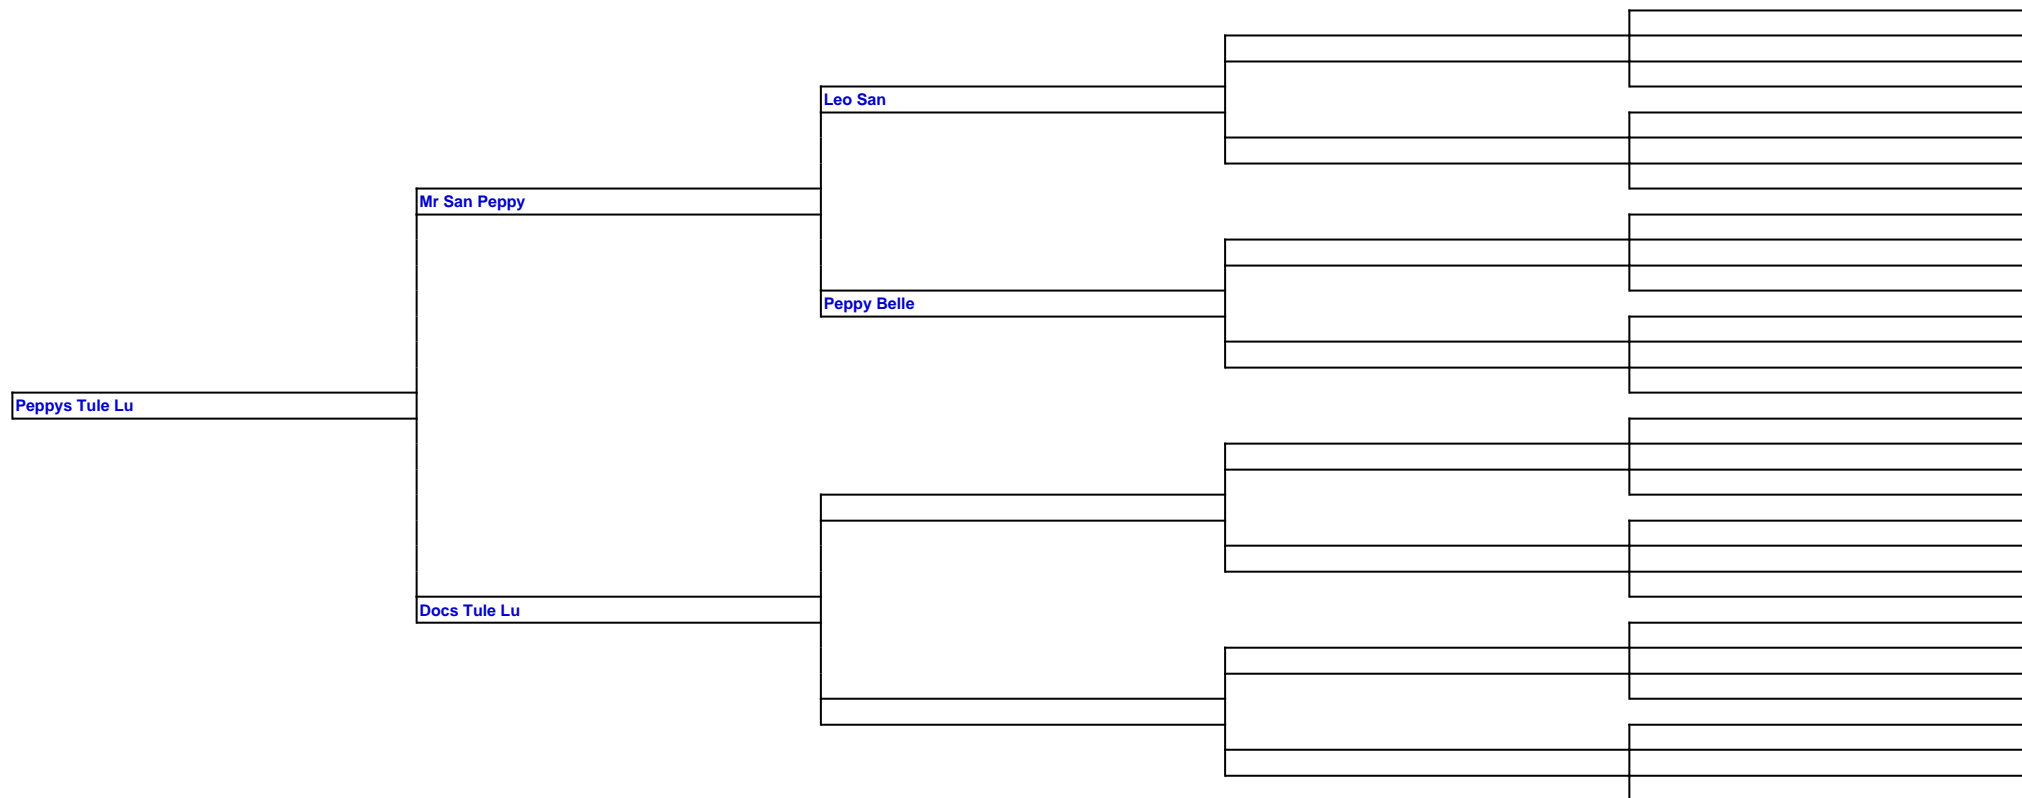 Leo San
Mr San Peppy
Peppy Belle
Peppys Tule Lu
Docs Tule Lu